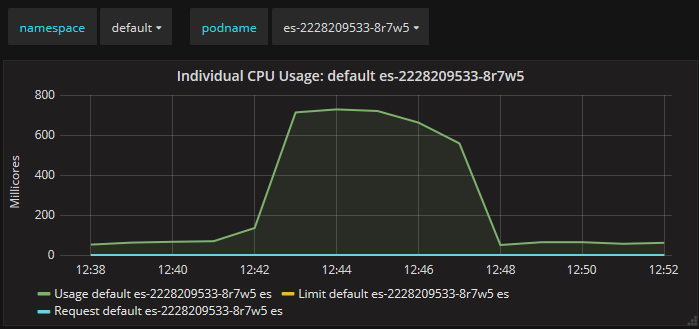 namespace default podname es-2228209533-8r7w5
Individual CPU Usage: default es-2228209533-8r7w5
Millicores
800
600
400
200
0
12:38 12:40 12:42 12:44 12:46 12:48 12:50 12:52
Usage default es-2228209533-8r7w5 es Limit default es-2228209533-8r7w5 es
Request default es-2228209533-8r7w5 es